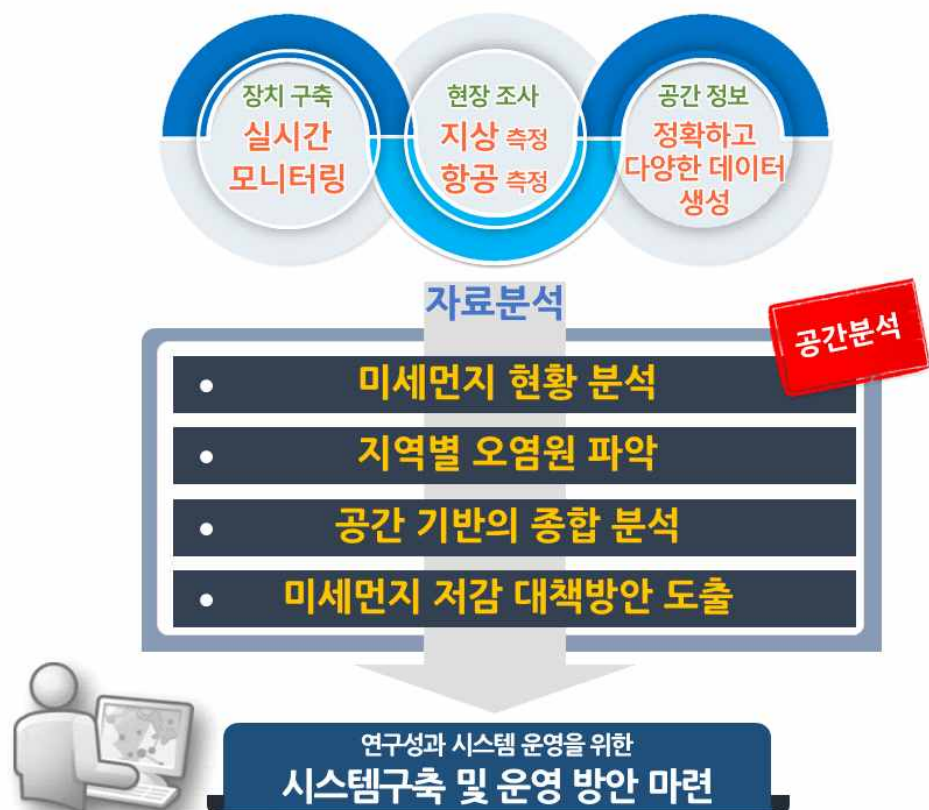 장치 구축
실시간
모니터링
현장 조사
지상 측정
항공 측정
공간 정보
정확하고
다양한 데이터
생성
자료분석
공간분석
• 미세먼지 현황 분석
• 지역별 오염원 파악
• 공간 기반의 종합 분석
• 미세먼지 저감 대책방안 도출
연구성과 시스템 운영을 위한
시스템구축 및 운영 방안 마련